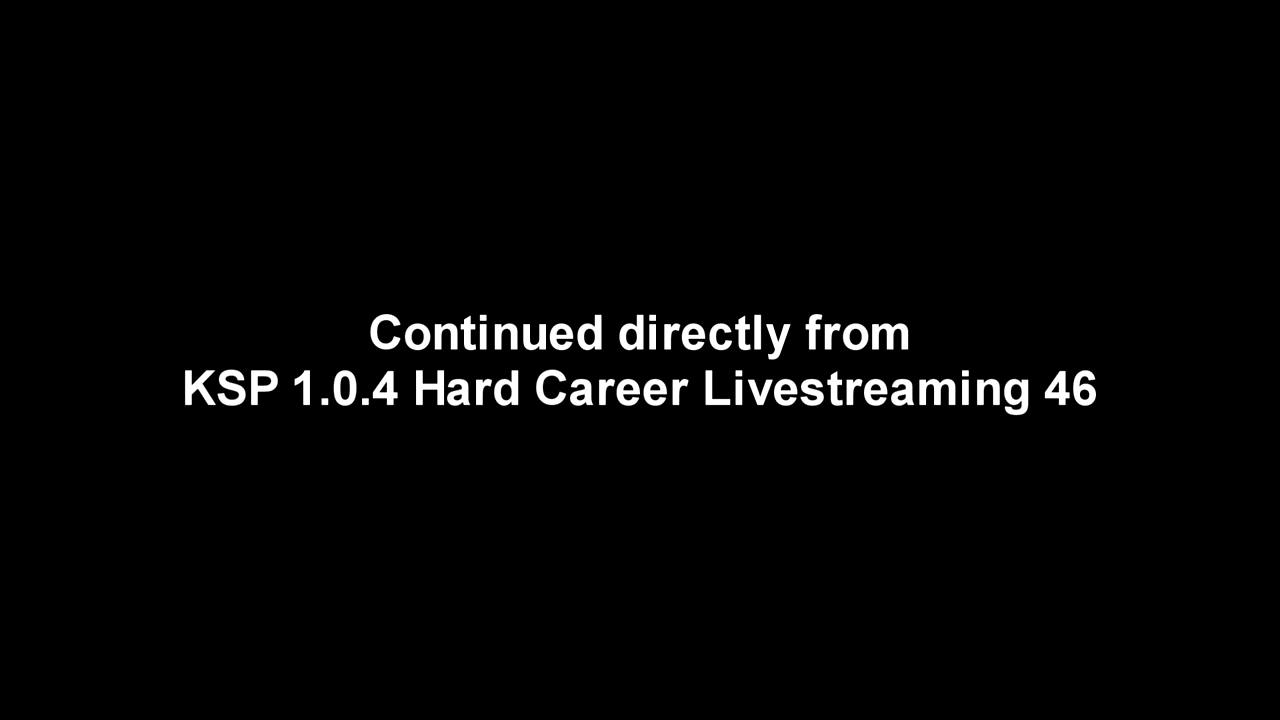 Continued directly from
KSP 1.0.4 Hard Career Livestreaming 46